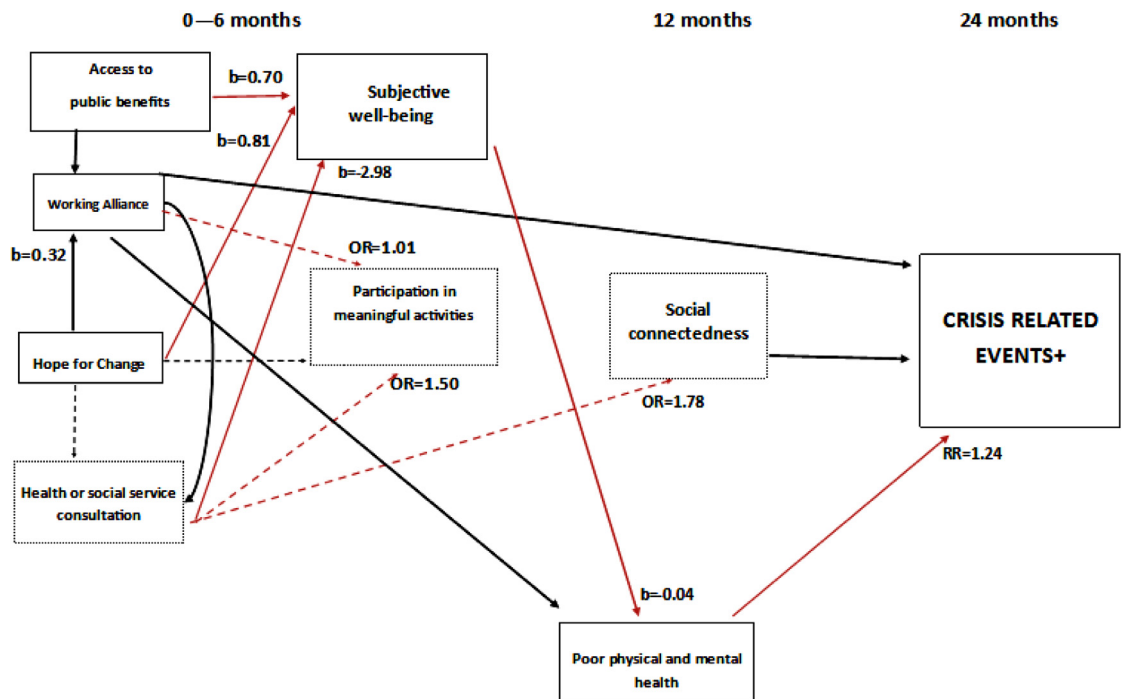 0—6 months
12 months
24 months
Access to
public benefits
b=0.70
Subjective
well-being
b=0.81
b=-2.98
Working Alliance
b=0.32
OR=1.01
Participation in
meaningful activities
Social
connectedness
CRISIS RELATED
EVENTS+
Hope for Change
OR=1.50
OR=1.78
RR=1.24
Health or social service
consultation
b=-0.04
Poor physical and mental
health